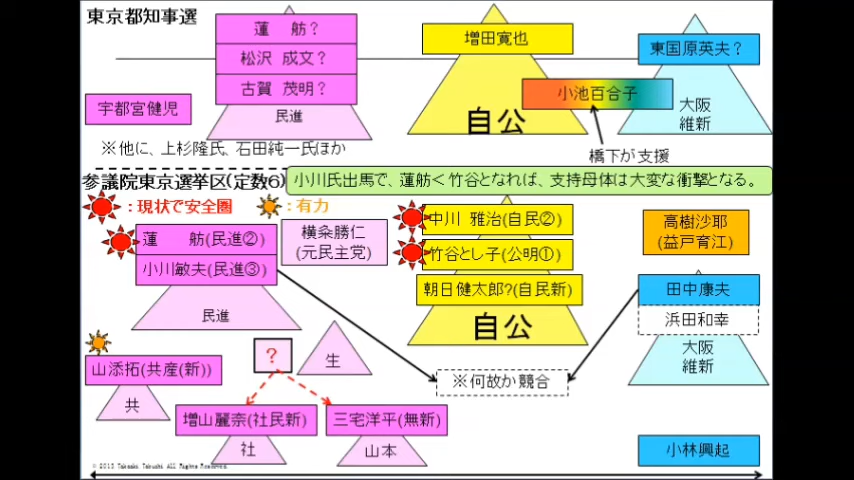 東京都知事選
蓮　舫？
松沢 成文？
古賀 茂明？
民進
宇都宮健児
※他に、上杉隆氏、石田純一氏ほか
増田寛也
自公
小池百合子
橋下が支援
東国原英夫？
大阪
維新
参議院東京選挙区(定数6)
小川氏出馬で、蓮舫＜竹谷となれば、支持母体は大変な衝撃となる。
：現状で安全圏
：有力
蓮　舫(民進②)
小川敏夫(民進③)
民進
横粂勝仁
(元民主党)
中川 雅治(自民②)
竹谷とし子(公明①)
朝日健太郎?(自民新)
自公
高樹沙耶
(益戸育江)
田中康夫
浜田和幸
大阪
維新
山添拓(共産(新))
共
？
生
※何故か競合
増山麗奈(社民新)
社
三宅洋平(無新)
山本
小林興起